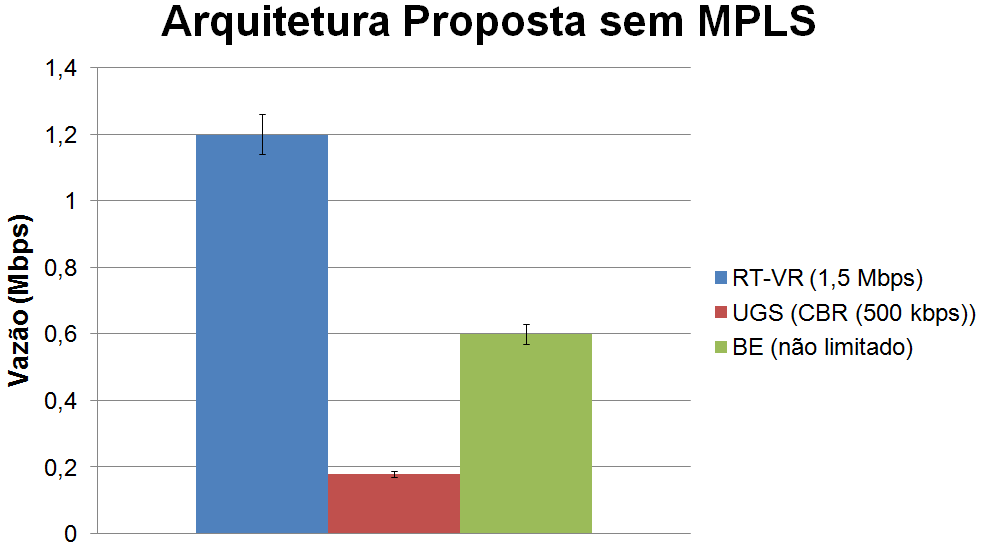 Arquitetura Proposta sem MPLS
1,4
1,2
1
0,8
0,6
0,4
0,2
0
Vazão (Mbps)
RT-VR (1,5 Mbps)
UGS (CBR (500 kbps))
BE (não limitado)